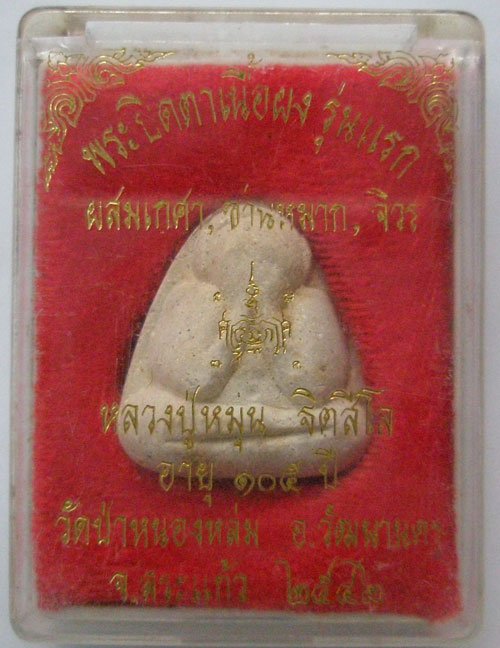 พระปิดตาเนื้อผง รุ่นแรก
ผสมเกศา, ชานหมาก, จีวร
หลวงปู่หมุน ฐิตสีโล
อายุ ๑๐๕ ปี
วัดป่าหนองหล่ม อ.วัฒนานคร
จ.สระแก้ว ๒๕๔๒